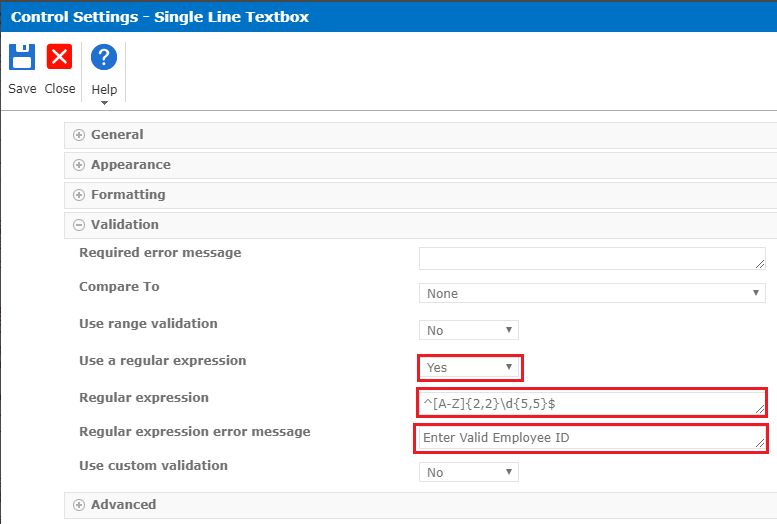 Control Settings - Single Line Textbox
Save Close Help
General
Appearance
Formatting
Validation
Required error message
Compare To None
Use range validation No
Use a regular expression Yes
Regular expression ^[A-Z]{2,2}\d{5,5}$
Regular expression error message Enter Valid Employee ID
Use custom validation No
Advanced